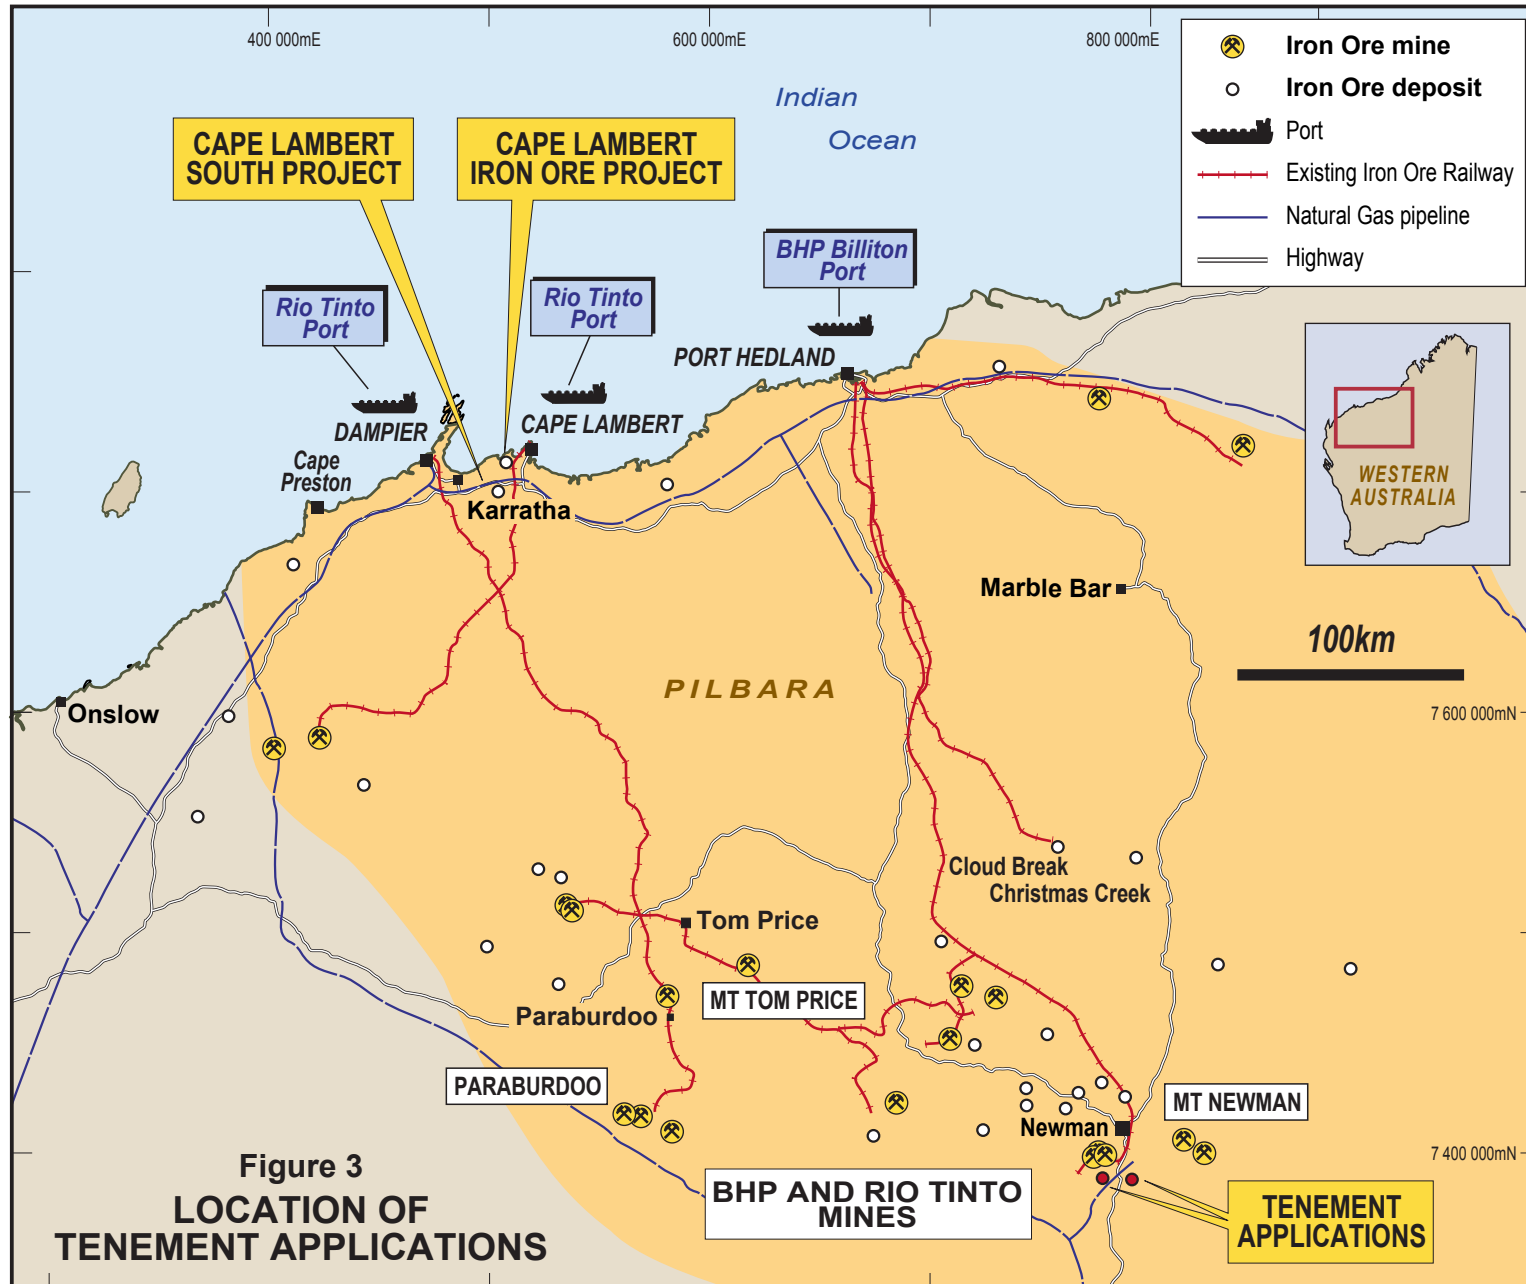 400 000mE
600 000mE
800 000mE
Iron Ore mine
Iron Ore deposit
Port
Existing Iron Ore Railway
Natural Gas pipeline
Highway
Indian
Ocean
CAPE LAMBERT
SOUTH PROJECT
CAPE LAMBERT
IRON ORE PROJECT
BHP Billiton
Port
Rio Tinto
Port
Rio Tinto
Port
PORT HEDLAND
DAMPIER
CAPE LAMBERT
Cape
Preston
Karratha
WESTERN
AUSTRALIA
Marble Bar
100km
PILBARA
Onslow
7 600 000mN
Cloud Break
Christmas Creek
Tom Price
MT TOM PRICE
Paraburdoo
PARABURDOO
MT NEWMAN
Newman
7 400 000mN
Figure 3
LOCATION OF
TENEMENT APPLICATIONS
BHP AND RIO TINTO
MINES
TENEMENT
APPLICATIONS